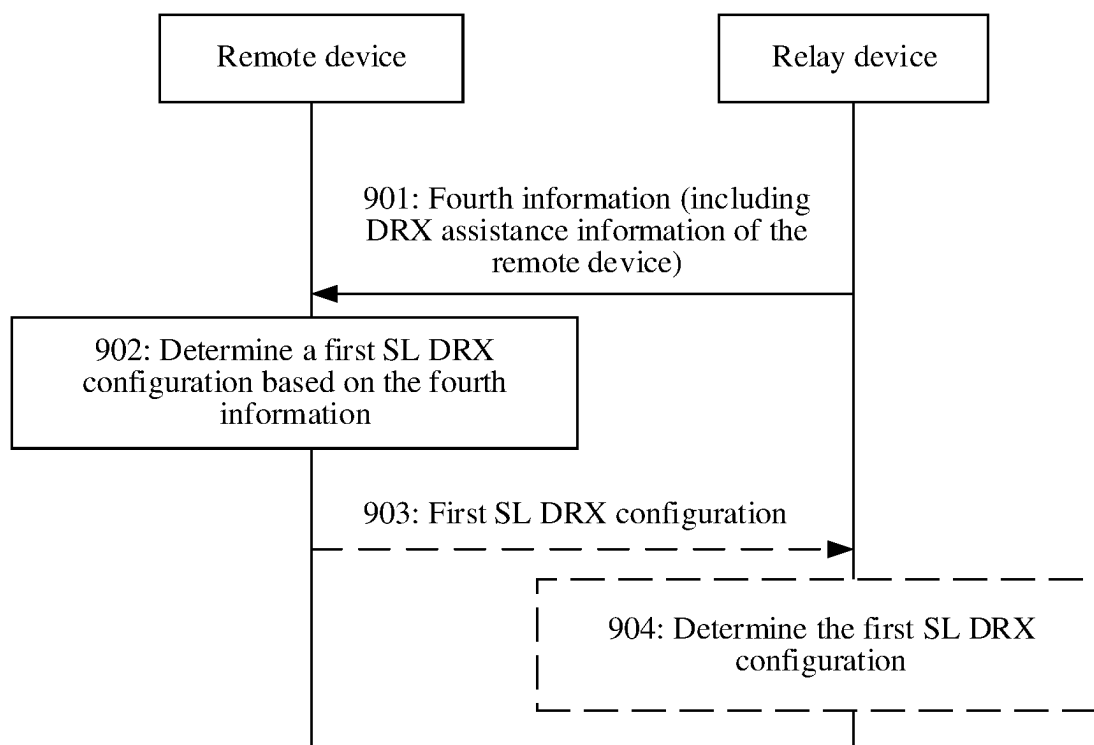 Remote device
Relay device
901: Fourth information (including
DRX assistance information of the
remote device)
902: Determine a first SL DRX
configuration based on the fourth
information
903: First SL DRX configuration
904: Determine the first SL DRX
configuration